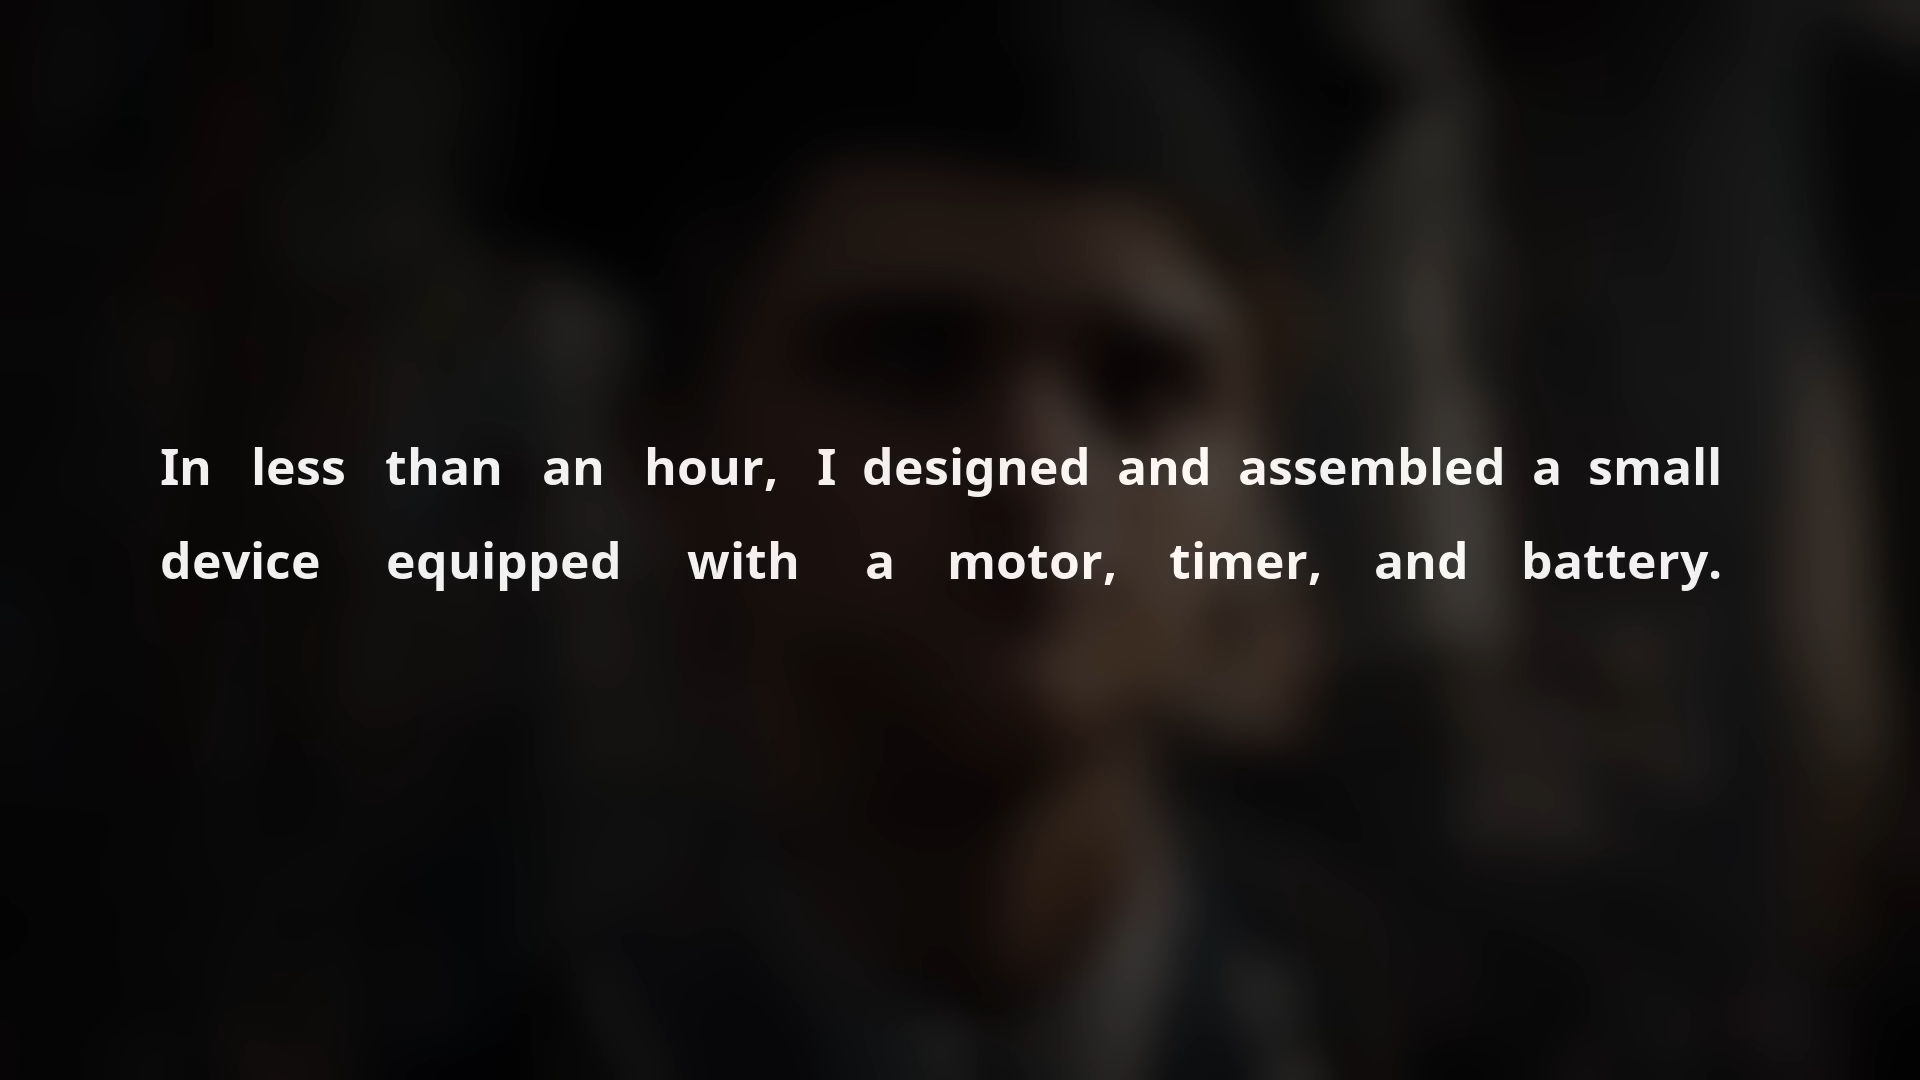 In less than an hour, I designed and assembled a small
device equipped with a motor, timer, and battery.